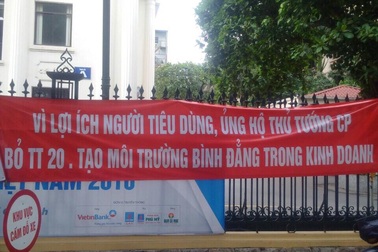 VÌ LỢI ÍCH NGƯỜI TIÊU DÙNG, ỦNG HỘ THỦ TƯỚNG CP
BỎ TT 20 . TẠO MÔI TRƯỜNG BÌNH ĐẲNG TRONG KINH DOANH
VIỆT NAM 2016
VietinBank
KHU VỰC
CẤM ĐỖ XE